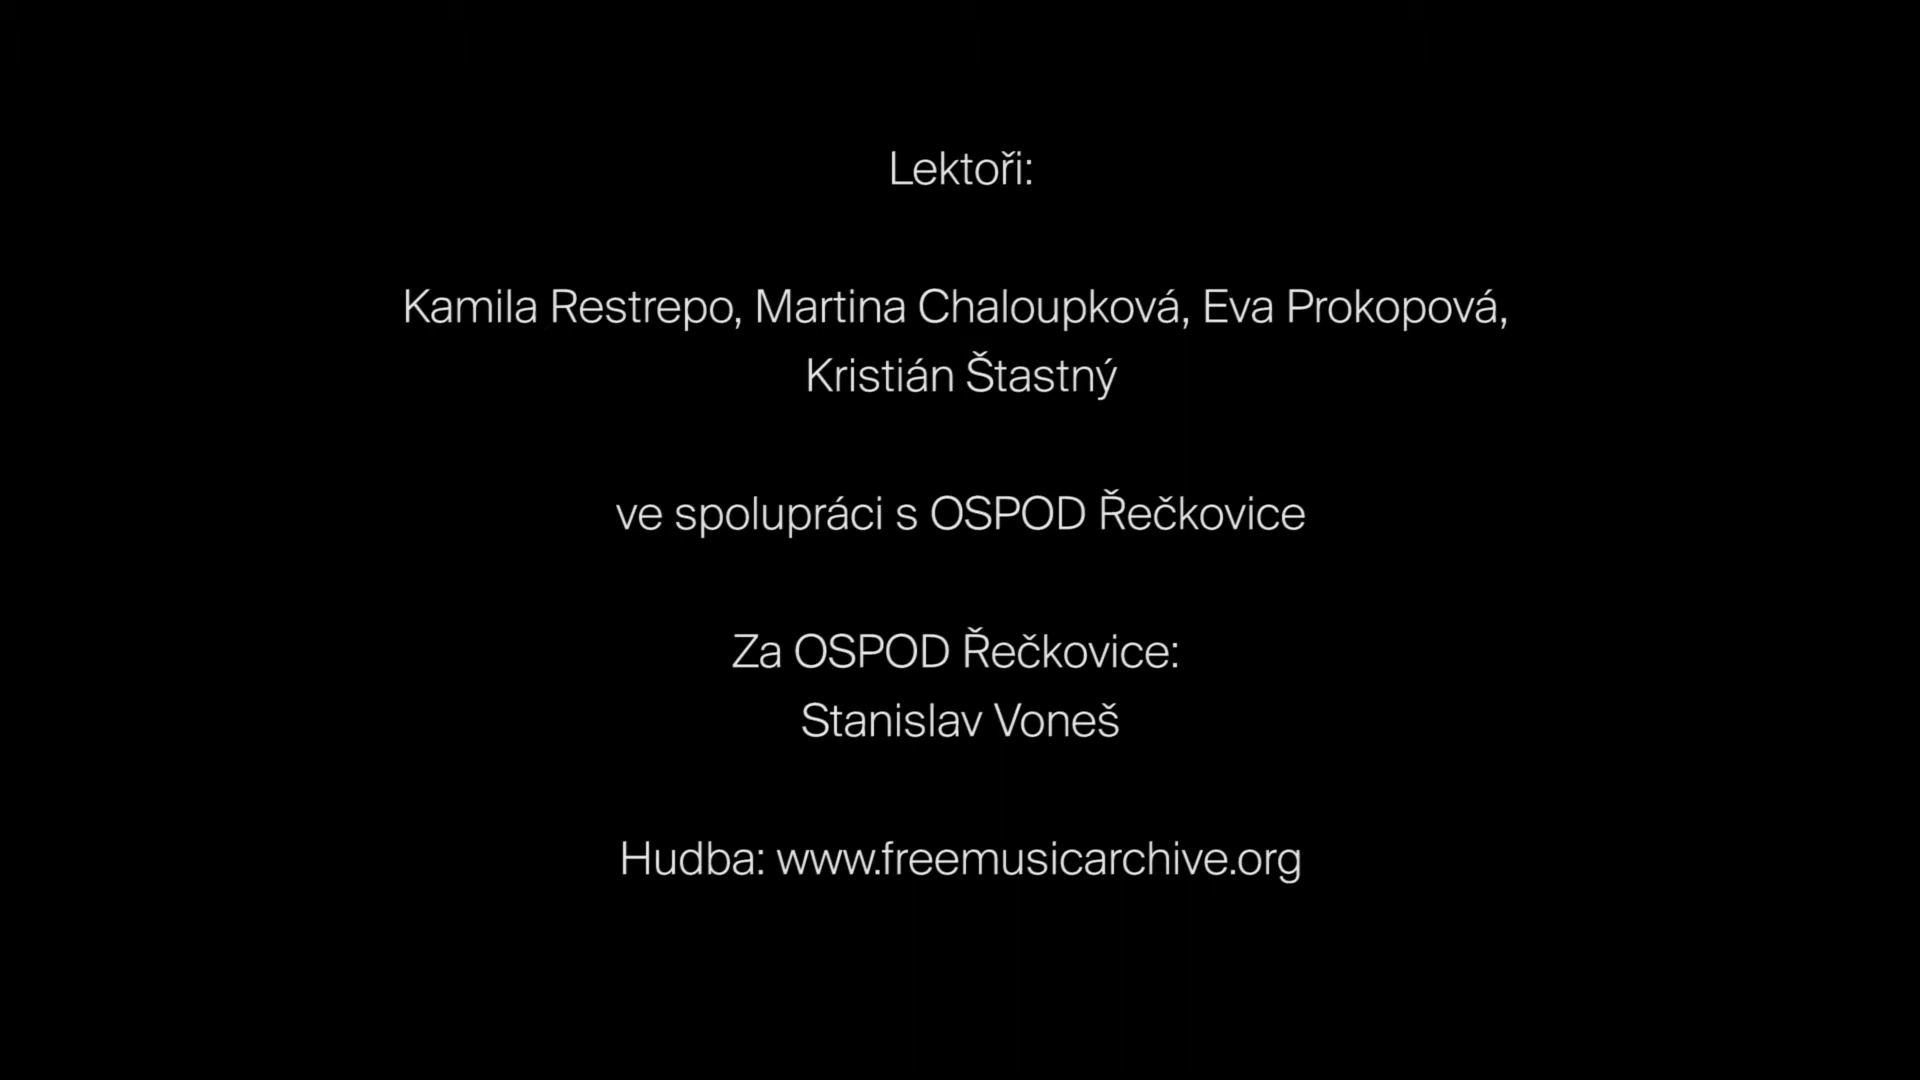 Lektoři:
Kamila Restrepo, Martina Chaloupková, Eva Prokopová,
Kristián Štastný
ve spolupráci s OSPOD Řečkovice
Za OSPOD Řečkovice:
Stanislav Voneš
Hudba: www.freemusicarchive.org